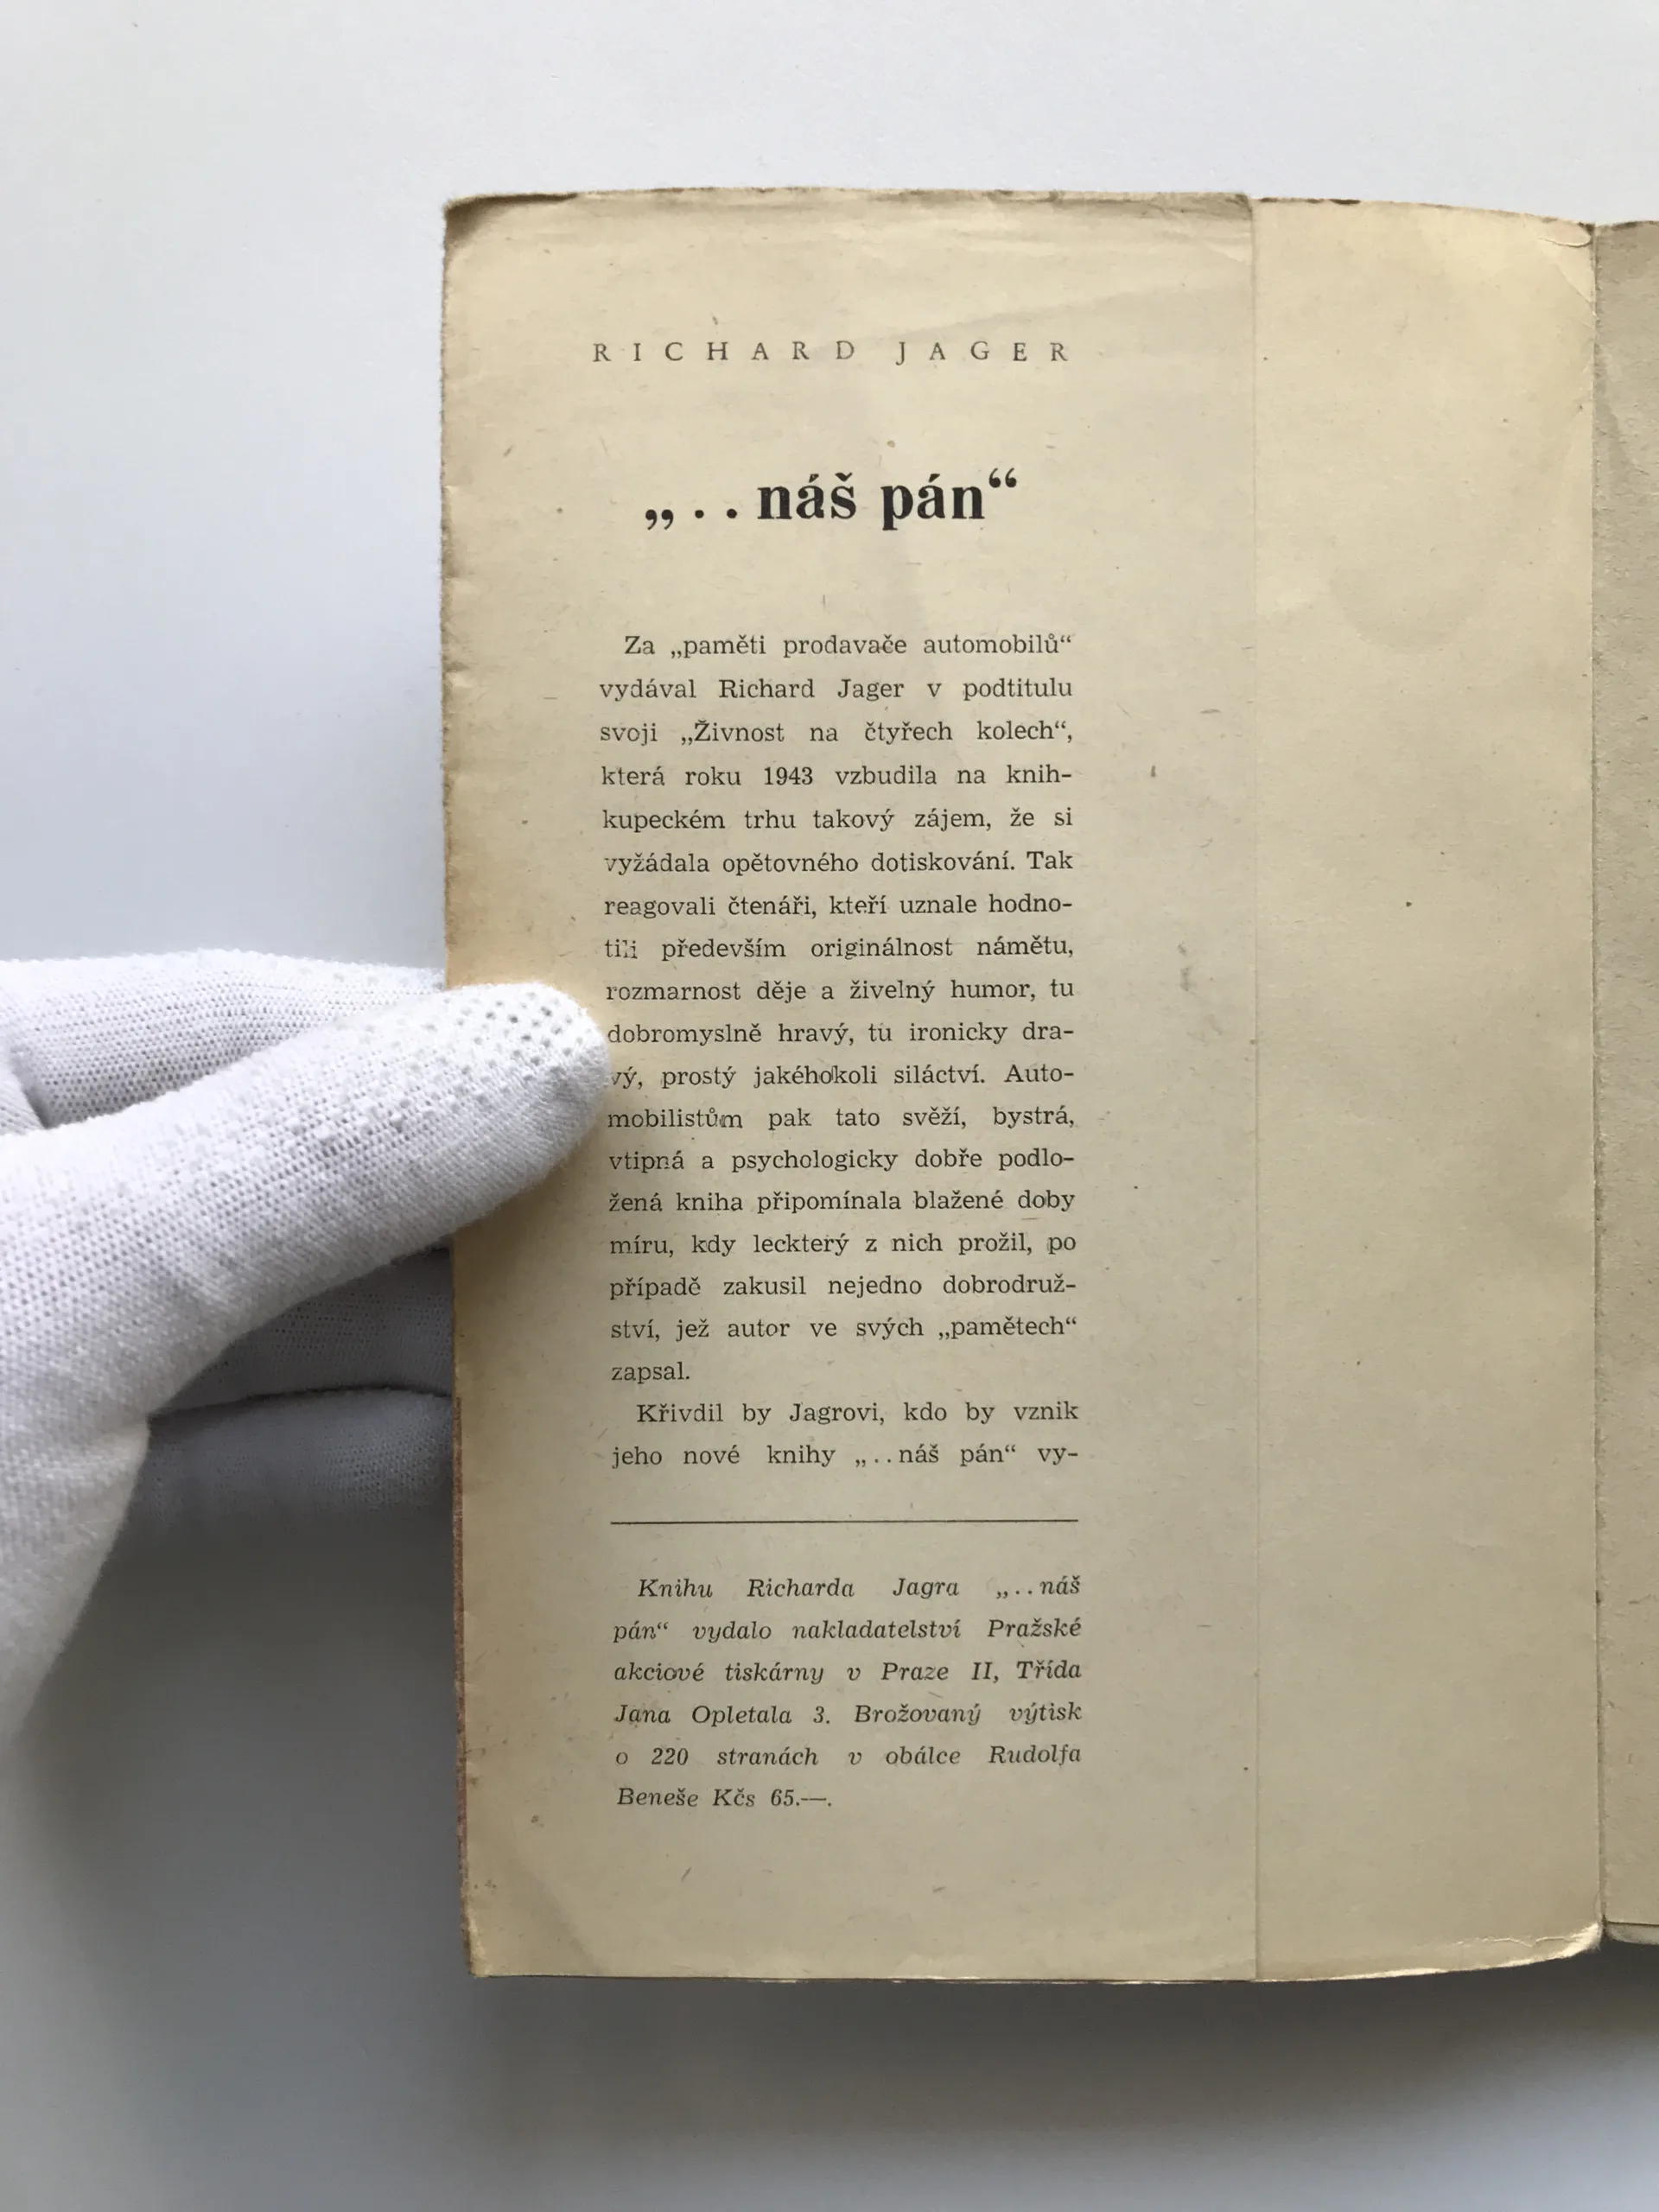 RICHARD JAGER
„. . náš pán“
Za „paměti prodavače automobilů“
vydával Richard Jager v podtitulu
svoji „Živnost na čtyřech kolech“,
která roku 1943 vzbudila na knih-
kupeckém trhu takový zájem, že si
vyžádala opětovného dotiskování. Tak
reagovali čtenáři, kteří uznale hodno-
tili především originálnost námětu,
rozmarnost děje a živelný humor, tu
dobromyslně hravý, tu ironicky dra-
vý, prostý jakéhokoli siláctví. Auto-
mobilistům pak tato svěží, bystrá,
vtipná a psychologicky dobře podlo-
žená kniha připomínala blažené doby
míru, kdy leckterý z nich prožil, po
případě zakusil nejedno dobrodruž-
ství, jež autor ve svých „pamětech“
zapsal.
Křivdil by Jagrovi, kdo by vznik
jeho nové knihy „. . náš pán“ vy-
Knihu Richarda Jagra „. . náš
pán“ vydalo nakladatelství Pražské
akciové tiskárny v Praze II, Třída
Jana Opletala 3. Brožovaný výtisk
o 220 stranách v obálce Rudolfa
Beneše Kčs 65.—.